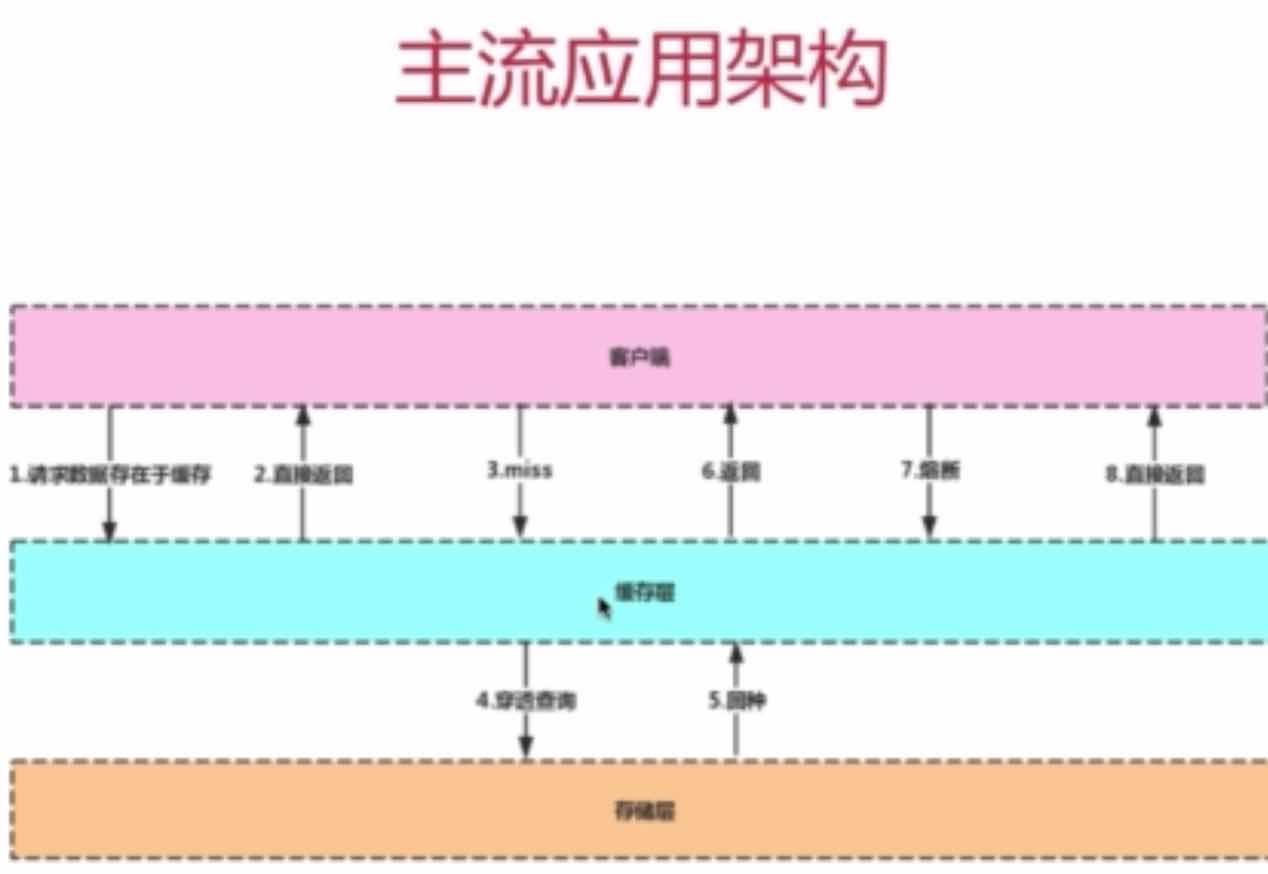 主流应用架构
客户端
1.请求数据存在于缓存
2.直接返回
3.miss
6.返回
7.熔断
8.直接返回
缓存层
4.穿透查询
5.回种
存储层